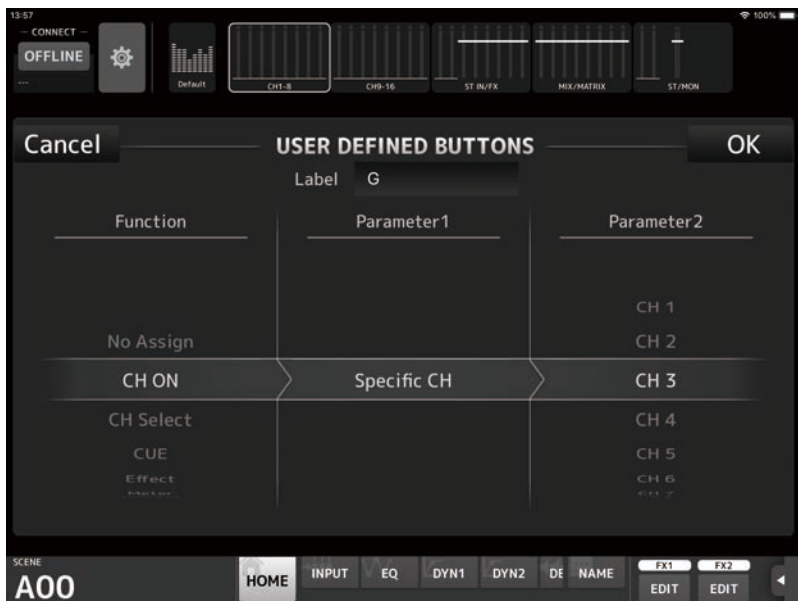 13:57
100%
CONNECT
OFFLINE
---
Default
CH1-8
CH9-16
ST IN/FX
MIX/MATRIX
ST/MON
Cancel
USER DEFINED BUTTONS
OK
Label G
Function
Parameter1
Parameter2
CH 1
No Assign
CH 2
CH ON
Specific CH
CH 3
CH Select
CH 4
CUE
CH 5
Effect
CH 6
SCENE
A00
HOME
INPUT
EQ
DYN1
DYN2
DE
NAME
FX1
EDIT
FX2
EDIT